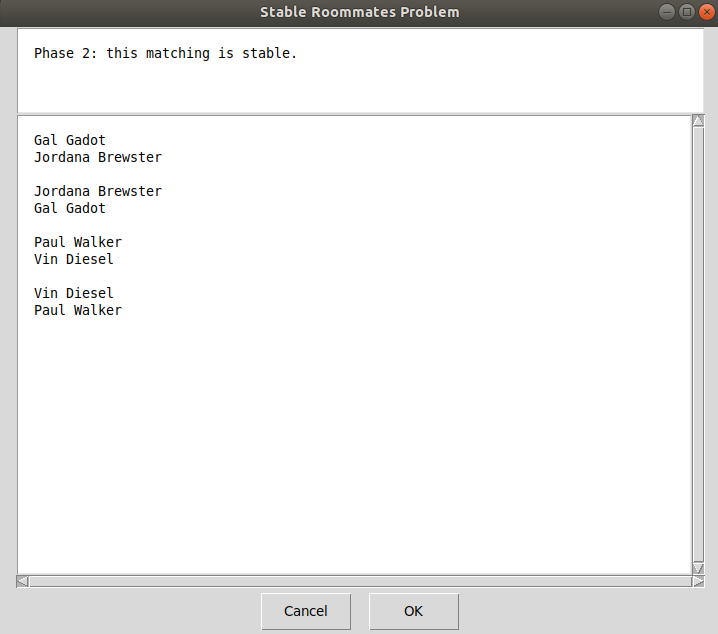 Stable Roommates Problem
Phase 2: this matching is stable.
Gal Gadot
Jordana Brewster
Jordana Brewster
Gal Gadot
Paul Walker
Vin Diesel
Vin Diesel
Paul Walker
Cancel
OK